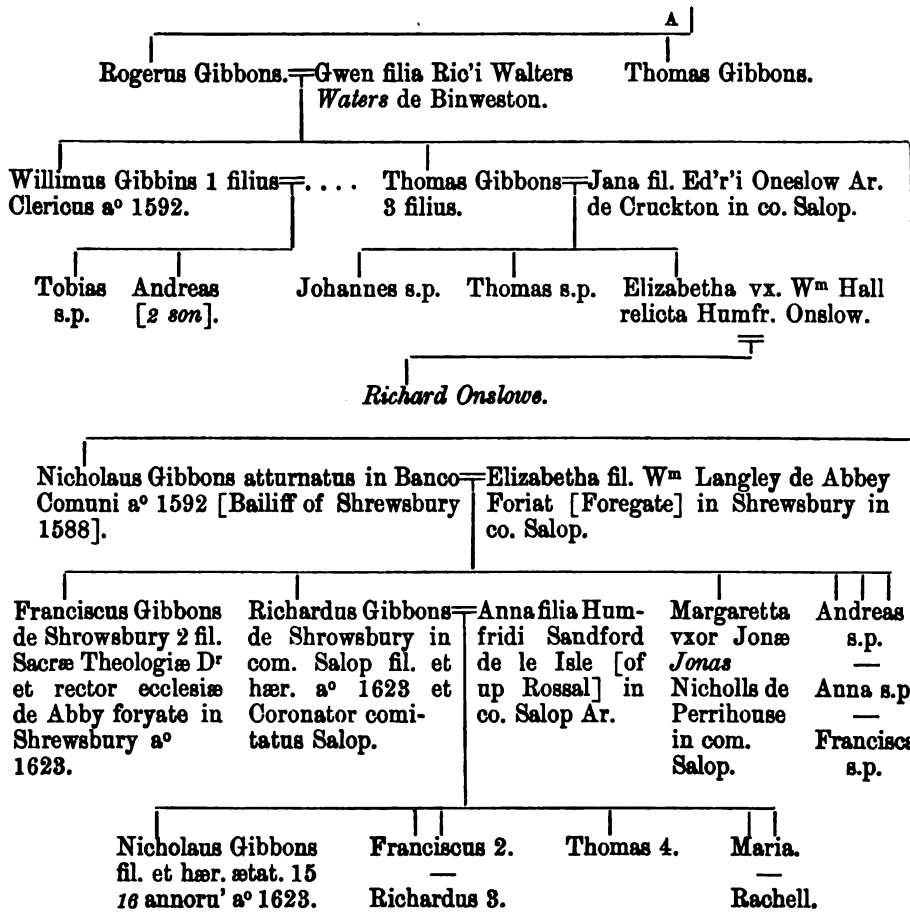 A
Rogerus Gibbons.═Gwen filia Ric'i Walters
Waters de Binweston.
Thomas Gibbons.
Willimus Gibbins 1 filius═....
Clericus aº 1592.
Thomas Gibbons═Jana fil. Ed'r'i Oneslow Ar.
3 filius.
de Cruckton in co. Salop.
Tobias
s.p.
Andreas
[2 son].
Johannes s.p.
Thomas s.p.
Elizabetha vx. Wᵐ Hall
relicta Humfr. Onslow.
Richard Onslowe.
Nicholaus Gibbons atturnatus in Banco
Comuni aº 1592 [Bailiff of Shrewsbury
1588].
Elizabetha fil. Wᵐ Langley de Abbey
Foriat [Foregate] in Shrewsbury in
co. Salop.
Franciscus Gibbons
de Shrowsbury 2 fil.
Sacræ Theologiæ Dʳ
et rector ecclesiæ
de Abby foryate in
Shrewsbury aº
1623.
Richardus Gibbons
de Shrowsbury in
com. Salop fil. et
hær. aº 1623 et
Coronator comi-
tatus Salop.
Anna filia Hum-
fridi Sandford
de le Isle [of
up Rossal] in
co. Salop Ar.
Margaretta
vxor Jonæ
Jonas
Nicholls de
Perrihouse
in com.
Salop.
Andreas
s.p.
—
Anna s.p
—
Francisca
s.p.
Nicholaus Gibbons
fil. et hær. ætat. 15
16 annoru' aº 1623.
Franciscus 2.
—
Richardus 3.
Thomas 4.
Maria.
—
Rachell.